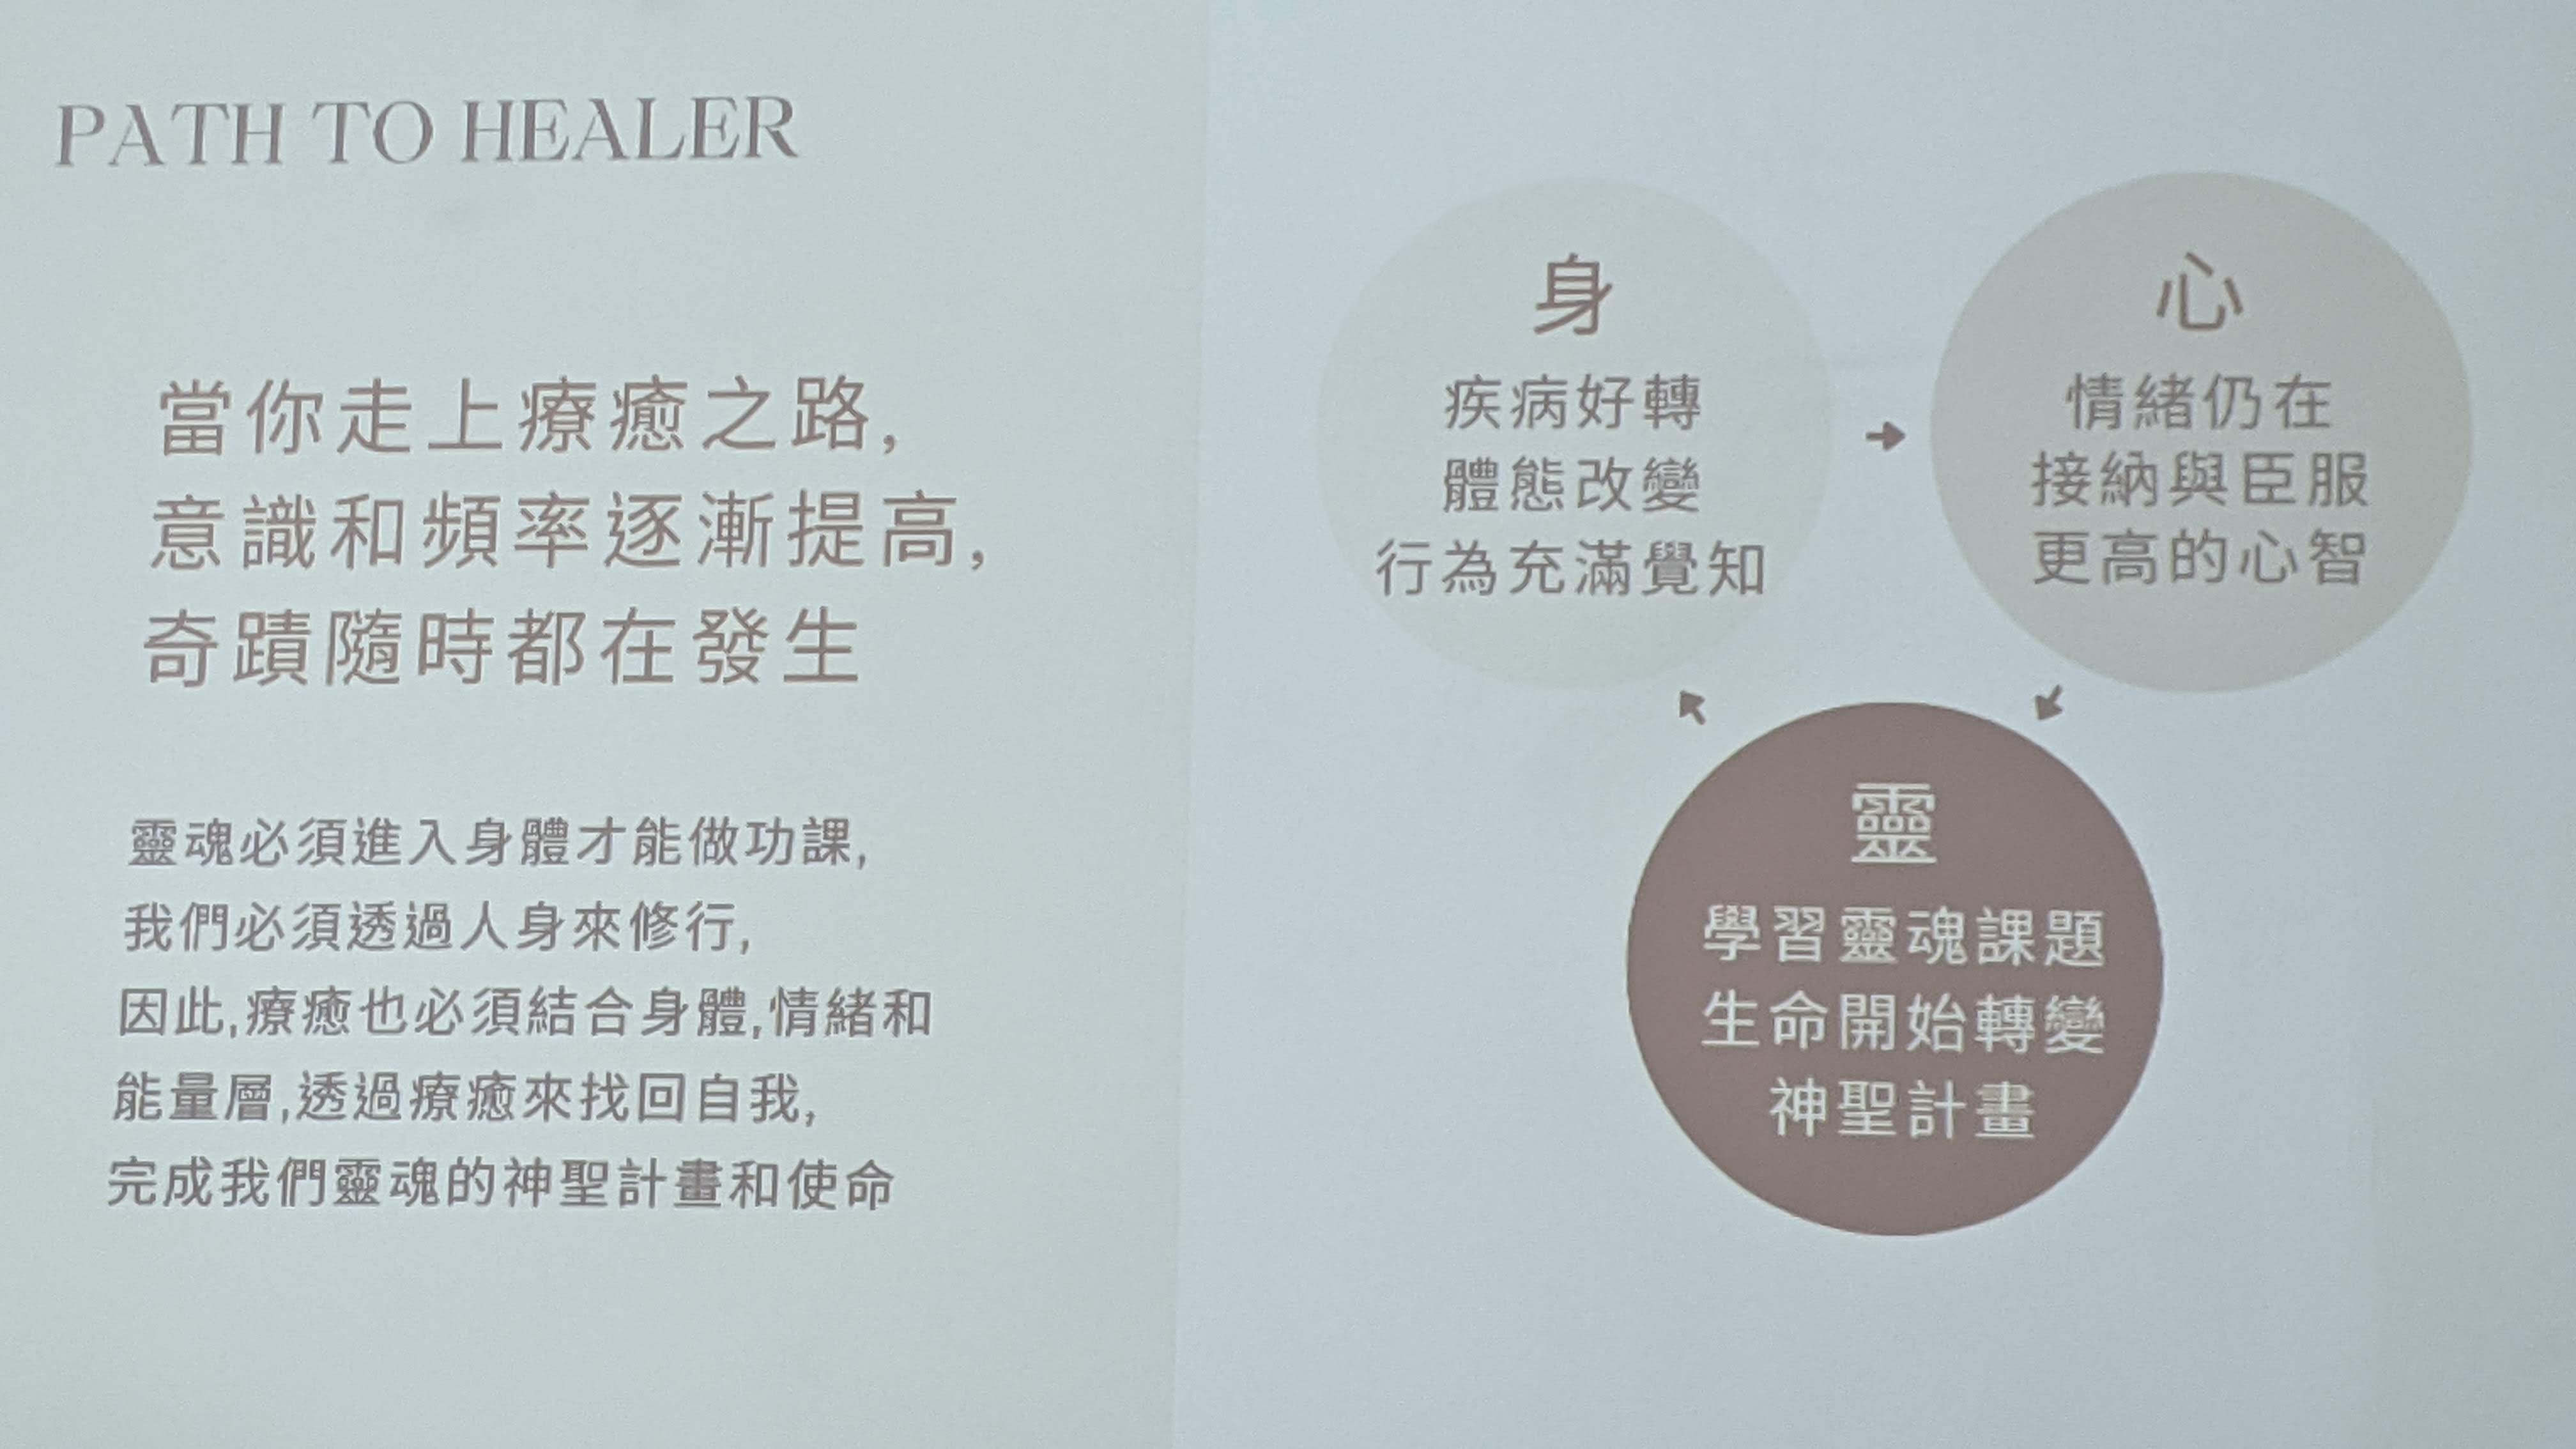 PATH TO HEALER
當你走上療癒之路,
意識和頻率逐漸提高,
奇蹟隨時都在發生
靈魂必須進入身體才能做功課,
我們必須透過人身來修行,
因此,療癒也必須結合身體,情緒和
能量層,透過療癒來找回自我,
完成我們靈魂的神聖計畫和使命
身
疾病好轉
體態改變
行為充滿覺知
心
情緒仍在
接納與臣服
更高的心智
靈
學習靈魂課題
生命開始轉變
神聖計畫